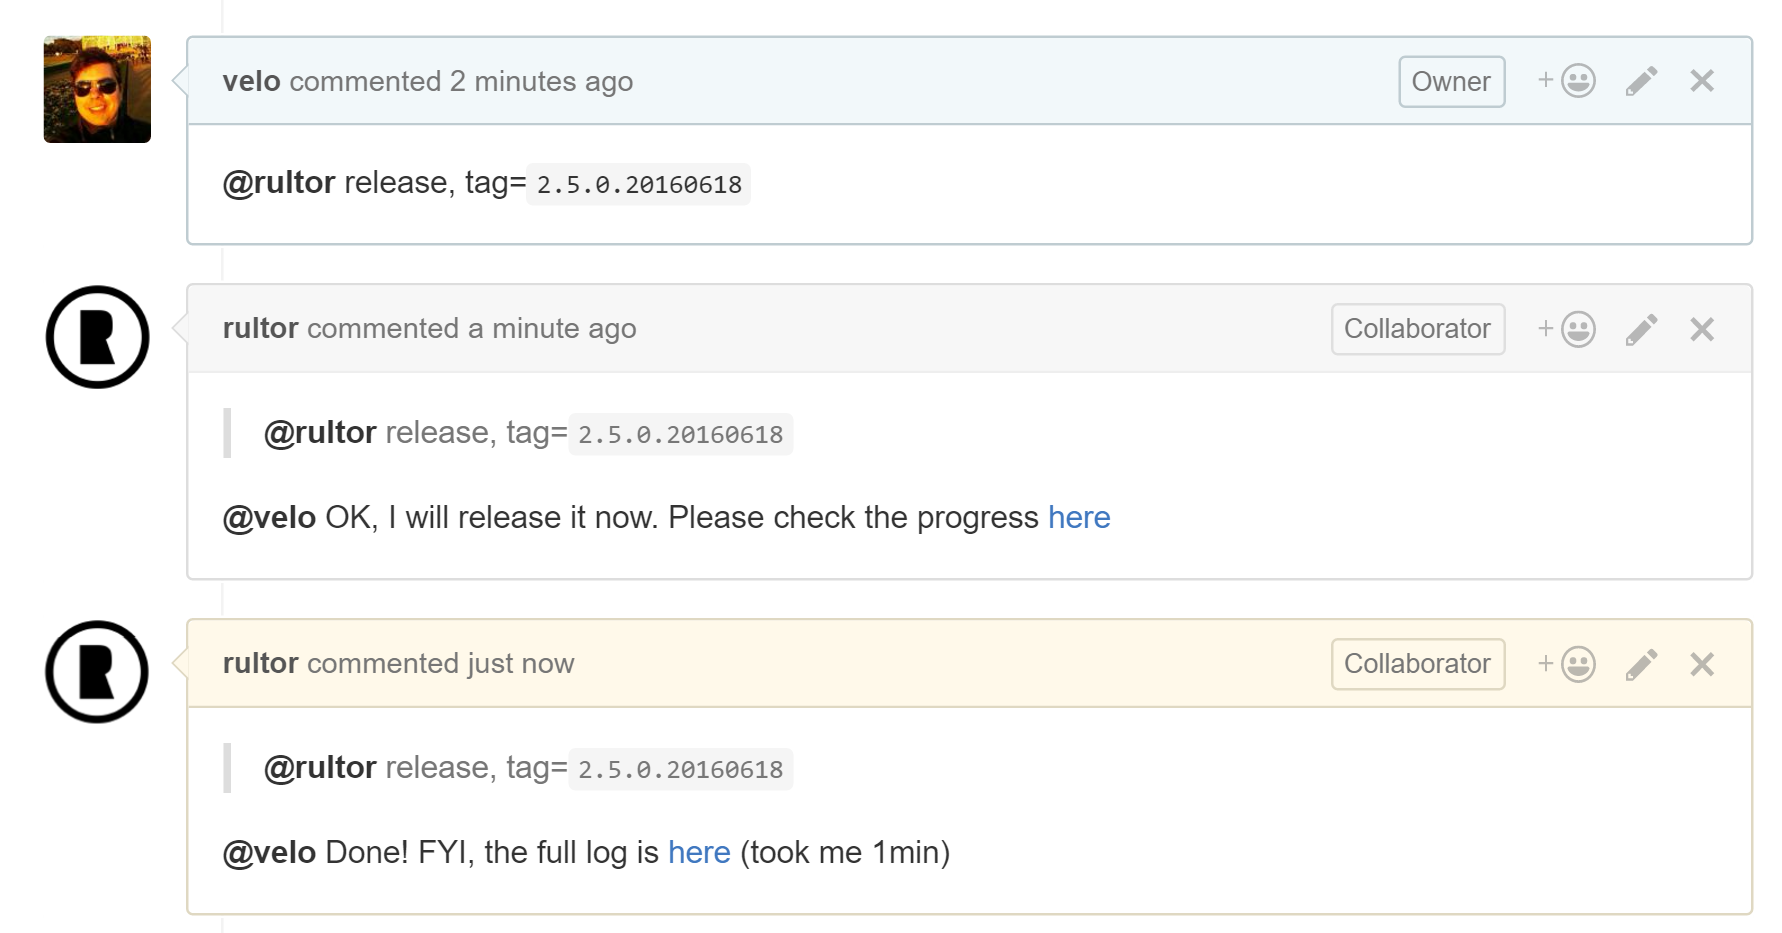 velo commented 2 minutes ago Owner +
@rultor release, tag= 2.5.0.20160618
R
rultor commented a minute ago Collaborator +
@rultor release, tag= 2.5.0.20160618
@velo OK, I will release it now. Please check the progress here
R
rultor commented just now Collaborator +
@rultor release, tag= 2.5.0.20160618
@velo Done! FYI, the full log is here (took me 1min)